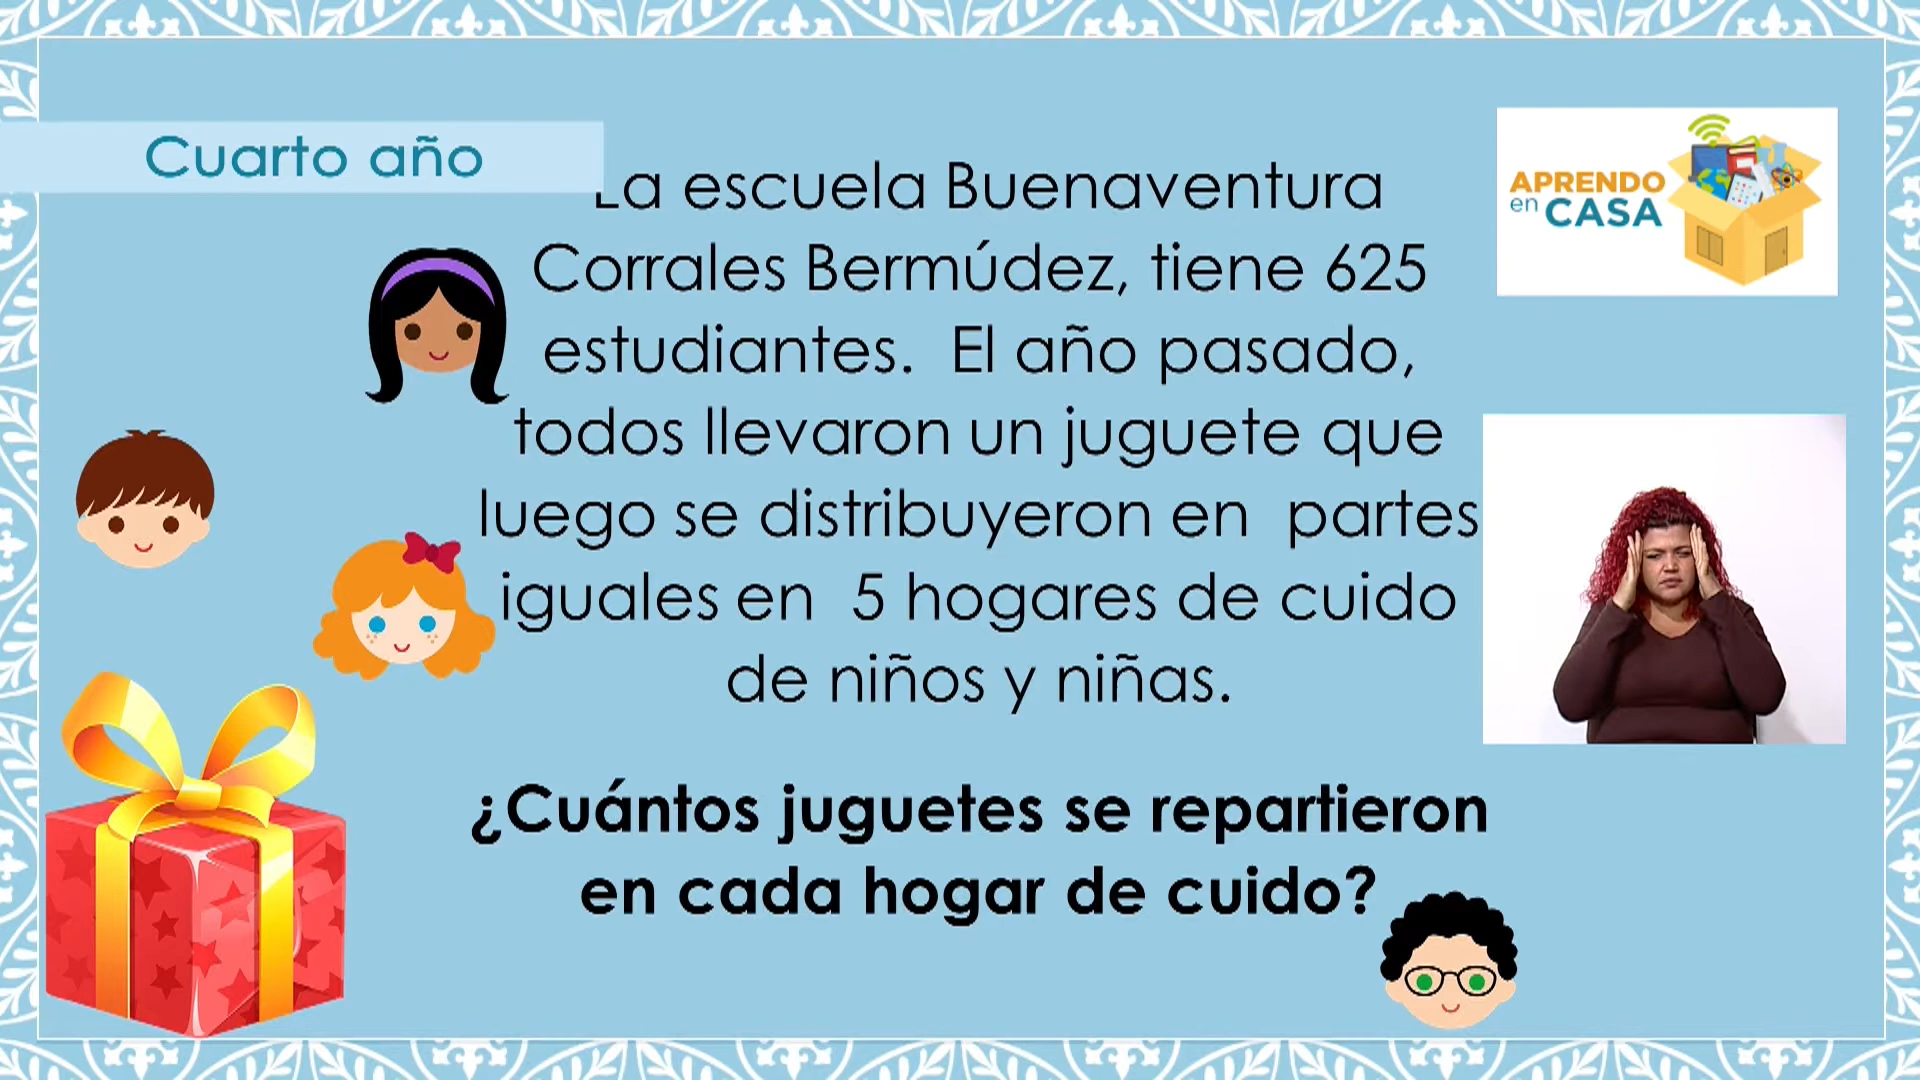 Cuarto año
La escuela Buenaventura
Corrales Bermúdez, tiene 625
estudiantes. El año pasado,
todos llevaron un juguete que
luego se distribuyeron en partes
iguales en 5 hogares de cuido
de niños y niñas.
¿Cuántos juguetes se repartieron
en cada hogar de cuido?
APRENDO
en CASA